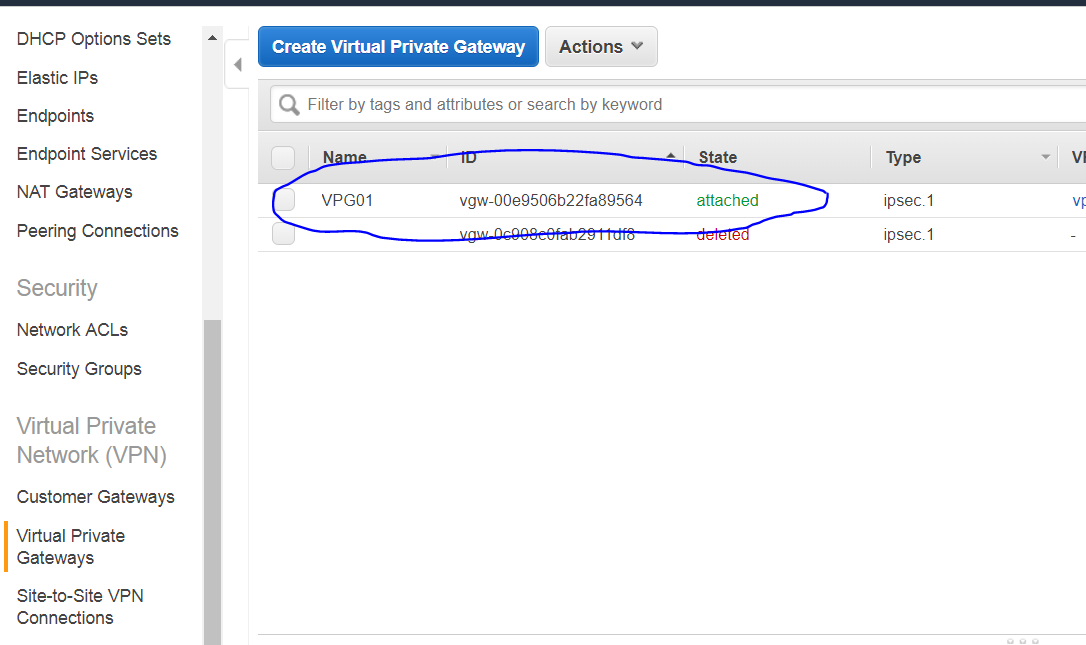 DHCP Options Sets
Elastic IPs
Endpoints
Endpoint Services
NAT Gateways
Peering Connections
Security
Network ACLs
Security Groups
Virtual Private
Network (VPN)
Customer Gateways
Virtual Private
Gateways
Site-to-Site VPN
Connections
Create Virtual Private Gateway Actions
Filter by tags and attributes or search by keyword
Name ID State Type
VPG01 vgw-00e9506b22fa89564 attached ipsec.1 vp
vgw-0c908c0fab2911df8 deleted ipsec.1 -